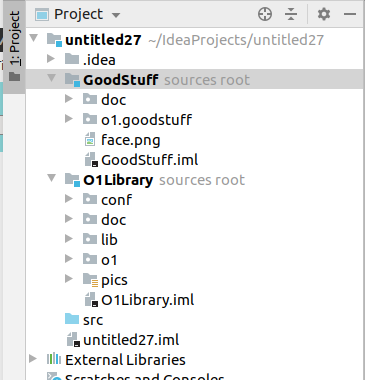 Project
1: Project
untitled27 ~/IdeaProjects/untitled27
.idea
GoodStuff sources root
doc
o1.goodstuff
face.png
GoodStuff.iml
O1Library sources root
conf
doc
lib
o1
pics
O1Library.iml
src
untitled27.iml
External Libraries
Scratches and Consoles